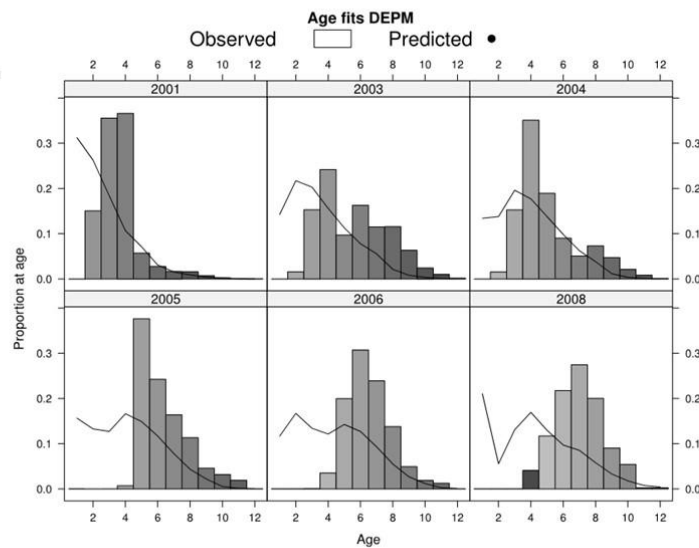 Age fits DEPM
Observed Predicted
2 4 6 8 10 12 2 4 6 8 10 12 2 4 6 8 10 12
2001 2003 2004
0.3 0.3
0.2 0.2
0.1 0.1
0.0 0.0
2005 2006 2008
0.3 0.3
0.2 0.2
0.1 0.1
0.0 0.0
Proportion at age
2 4 6 8 10 12 2 4 6 8 10 12 2 4 6 8 10 12
Age